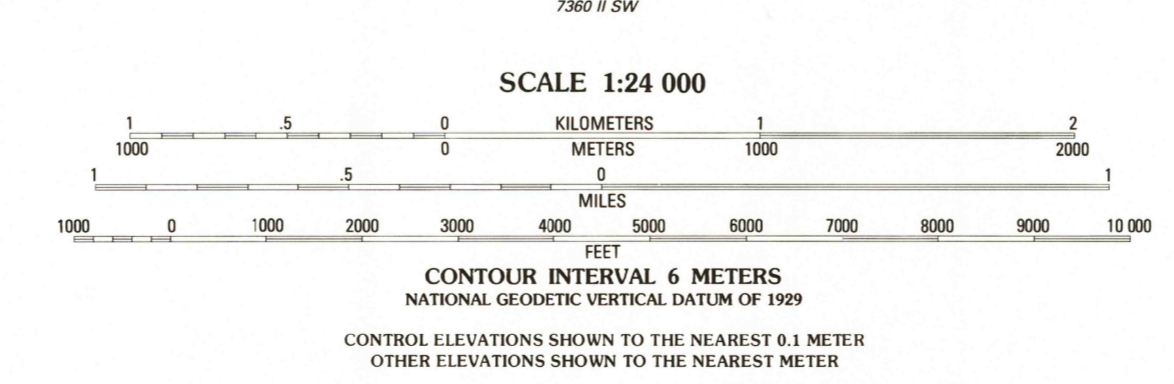 7360 II SW
SCALE 1:24 000
1 .5 0 KILOMETERS 1 2
1000 0 METERS 1000 2000
1 .5 0 1
MILES
1000 0 1000 2000 3000 4000 5000 6000 7000 8000 9000 10 000
FEET
CONTOUR INTERVAL 6 METERS
NATIONAL GEODETIC VERTICAL DATUM OF 1929
CONTROL ELEVATIONS SHOWN TO THE NEAREST 0.1 METER
OTHER ELEVATIONS SHOWN TO THE NEAREST METER